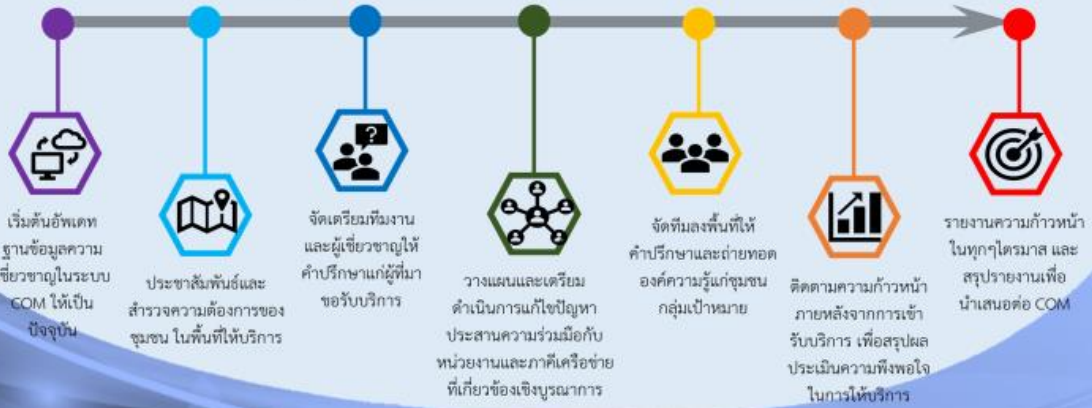 ?
เริ่มต้นอัพเดท
ฐานข้อมูลความ
ชี่ยวชาญในระบบ
COM ให้เป็น
ปัจจุบัน
ประชาสัมพันธ์และ
สำรวจความต้องการของ
ชุมชน ในพื้นที่ให้บริการ
จัดเตรียมทีมงาน
และผู้เชี่ยวชาญให้
คำปรึกษาแก่ผู้ที่มา
ขอรับบริการ
วางแผนและเตรียม
ดำเนินการแก้ไขปัญหา
ประสานความร่วมมือกับ
หน่วยงานและภาคีเครือข่าย
ที่เกี่ยวข้องเชิงบูรณาการ
จัดทีมลงพื้นที่ให้
คำปรึกษาและถ่ายทอด
องค์ความรู้แก่ชุมชน
กลุ่มเป้าหมาย
ติดตามความก้าวหน้า
ภายหลังจากการเข้า
รับบริการ เพื่อสรุปผล
ประเมินความพึงพอใจ
ในการให้บริการ
รายงานความก้าวหน้า
ในทุกๆไตรมาส และ
สรุปรายงานเพื่อ
นำเสนอต่อ COM